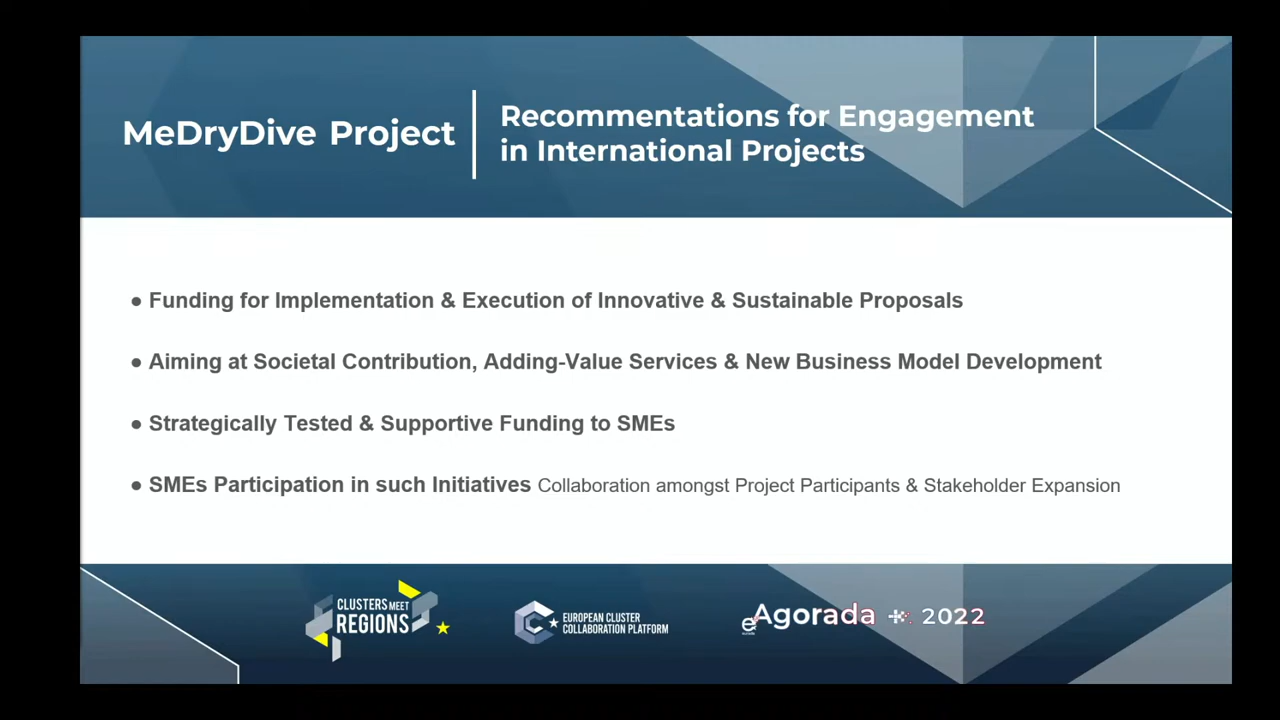 MeDryDive Project
Recommentations for Engagement
in International Projects
● Funding for Implementation & Execution of Innovative & Sustainable Proposals
● Aiming at Societal Contribution, Adding-Value Services & New Business Model Development
● Strategically Tested & Supportive Funding to SMEs
● SMEs Participation in such Initiatives Collaboration amongst Project Participants & Stakeholder Expansion
CLUSTERS MEET
REGIONS
EUROPEAN CLUSTER
COLLABORATION PLATFORM
Agorada + 2022